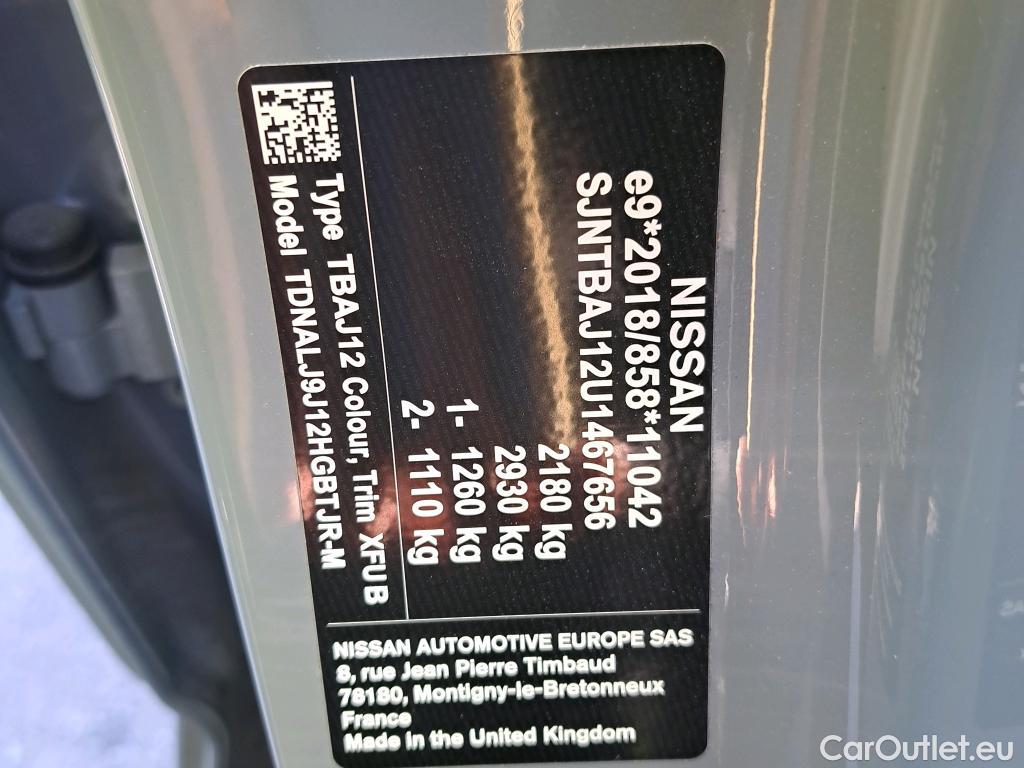 NISSAN
e9*2018/858*11042
SJNTBAJ12U1467656
2180 kg
2930 kg
1- 1260 kg
2- 1110 kg
Type TBAJ12 Colour, Trim XFU B
Model TDNALJ9J12HGBTJR-M
NISSAN AUTOMOTIVE EUROPE SAS
8, rue Jean Pierre Timbaud
78180, Montigny-le-Bretonneux
France
Made in the United Kingdom
CarOutlet.eu